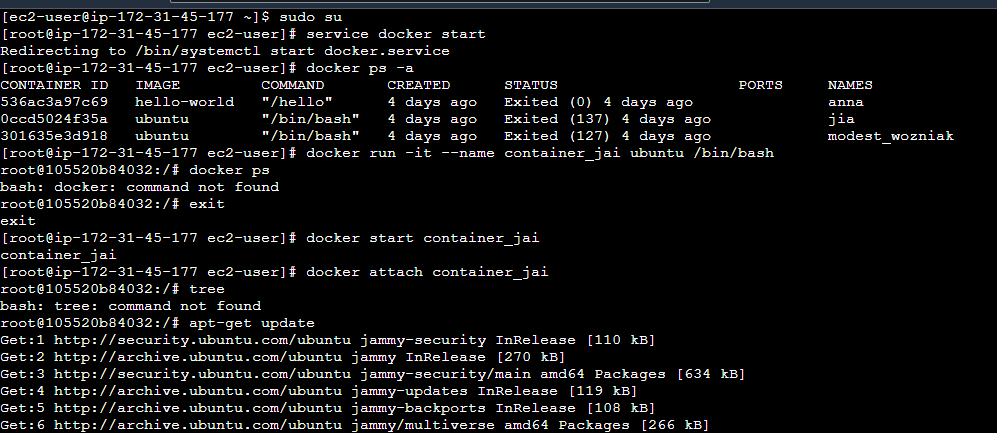 [ec2-user@ip-172-31-45-177 ~]$ sudo su
[root@ip-172-31-45-177 ec2-user]# service docker start
Redirecting to /bin/systemctl start docker.service
[root@ip-172-31-45-177 ec2-user]# docker ps -a
CONTAINER ID   IMAGE         COMMAND       CREATED      STATUS                    PORTS     NAMES
536ac3a97c69   hello-world   "/hello"      4 days ago   Exited (0) 4 days ago               anna
0ccd5024f35a   ubuntu        "/bin/bash"   4 days ago   Exited (137) 4 days ago             jia
301635e3d918   ubuntu        "/bin/bash"   4 days ago   Exited (127) 4 days ago             modest_wozniak
[root@ip-172-31-45-177 ec2-user]# docker run -it --name container_jai ubuntu /bin/bash
root@105520b84032:/# docker ps
bash: docker: command not found
root@105520b84032:/# exit
exit
[root@ip-172-31-45-177 ec2-user]# docker start container_jai
container_jai
[root@ip-172-31-45-177 ec2-user]# docker attach container_jai
root@105520b84032:/# tree
bash: tree: command not found
root@105520b84032:/# apt-get update
Get:1 http://security.ubuntu.com/ubuntu jammy-security InRelease [110 kB]
Get:2 http://archive.ubuntu.com/ubuntu jammy InRelease [270 kB]
Get:3 http://security.ubuntu.com/ubuntu jammy-security/main amd64 Packages [634 kB]
Get:4 http://archive.ubuntu.com/ubuntu jammy-updates InRelease [119 kB]
Get:5 http://archive.ubuntu.com/ubuntu jammy-backports InRelease [108 kB]
Get:6 http://archive.ubuntu.com/ubuntu jammy/multiverse amd64 Packages [266 kB]